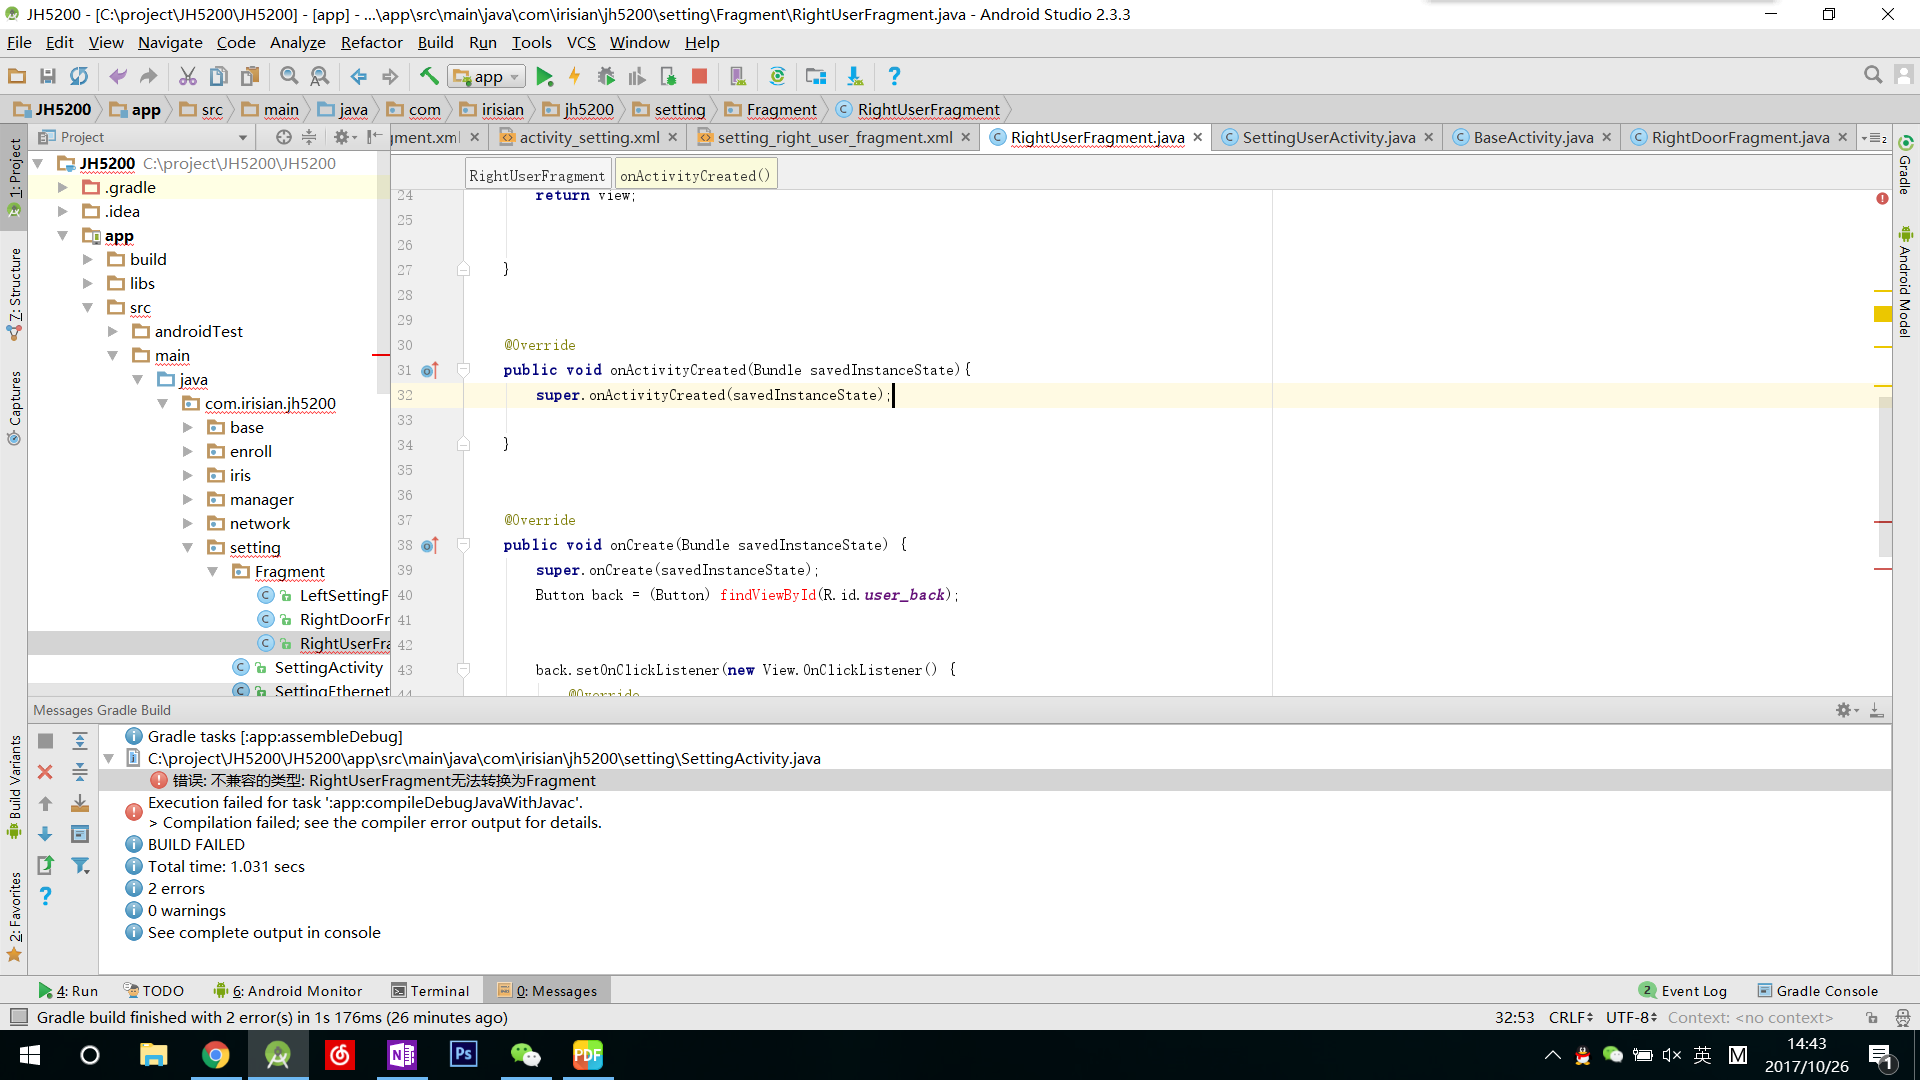 JH5200 - [C:\project\JH5200\JH5200] - [app] - ...\app\src\main\java\com\irisian\jh5200\setting\Fragment\RightUserFragment.java - Android Studio 2.3.3
File Edit View Navigate Code Analyze Refactor Build Run Tools VCS Window Help
app
JH5200 app src main java com irisian jh5200 setting Fragment RightUserFragment
Project
gment.xml activity_setting.xml setting_right_user_fragment.xml RightUserFragment.java SettingUserActivity.java BaseActivity.java RightDoorFragment.java
1: Project
Z: Structure
Captures
Build Variants
2: Favorites
Gradle
Android Model
JH5200 C:\project\JH5200\JH5200
.gradle
.idea
app
build
libs
src
androidTest
main
java
com.irisian.jh5200
base
enroll
iris
manager
network
setting
Fragment
LeftSettingF
RightDoorFr
RightUserFra
SettingActivity
SettingEthernet
RightUserFragment onActivityCreated()
24 return view;
25
26
27 }
28
29
30 @Override
31 public void onActivityCreated(Bundle savedInstanceState){
32 super.onActivityCreated(savedInstanceState);
33
34 }
35
36
37 @Override
38 public void onCreate(Bundle savedInstanceState) {
39 super.onCreate(savedInstanceState);
40 Button back = (Button) findViewById(R.id.user_back);
41
42
43 back.setOnClickListener(new View.OnClickListener() {
44 @Override
Messages Gradle Build
Gradle tasks [:app:assembleDebug]
C:\project\JH5200\JH5200\app\src\main\java\com\irisian\jh5200\setting\SettingActivity.java
错误: 不兼容的类型: RightUserFragment无法转换为Fragment
Execution failed for task ':app:compileDebugJavaWithJavac'.
> Compilation failed; see the compiler error output for details.
BUILD FAILED
Total time: 1.031 secs
2 errors
0 warnings
See complete output in console
4: Run TODO 6: Android Monitor Terminal 0: Messages 2 Event Log Gradle Console
Gradle build finished with 2 error(s) in 1s 176ms (26 minutes ago) 32:53 CRLF UTF-8 Context: <no context>
Ps PDF 英 M 14:43
2017/10/26 1